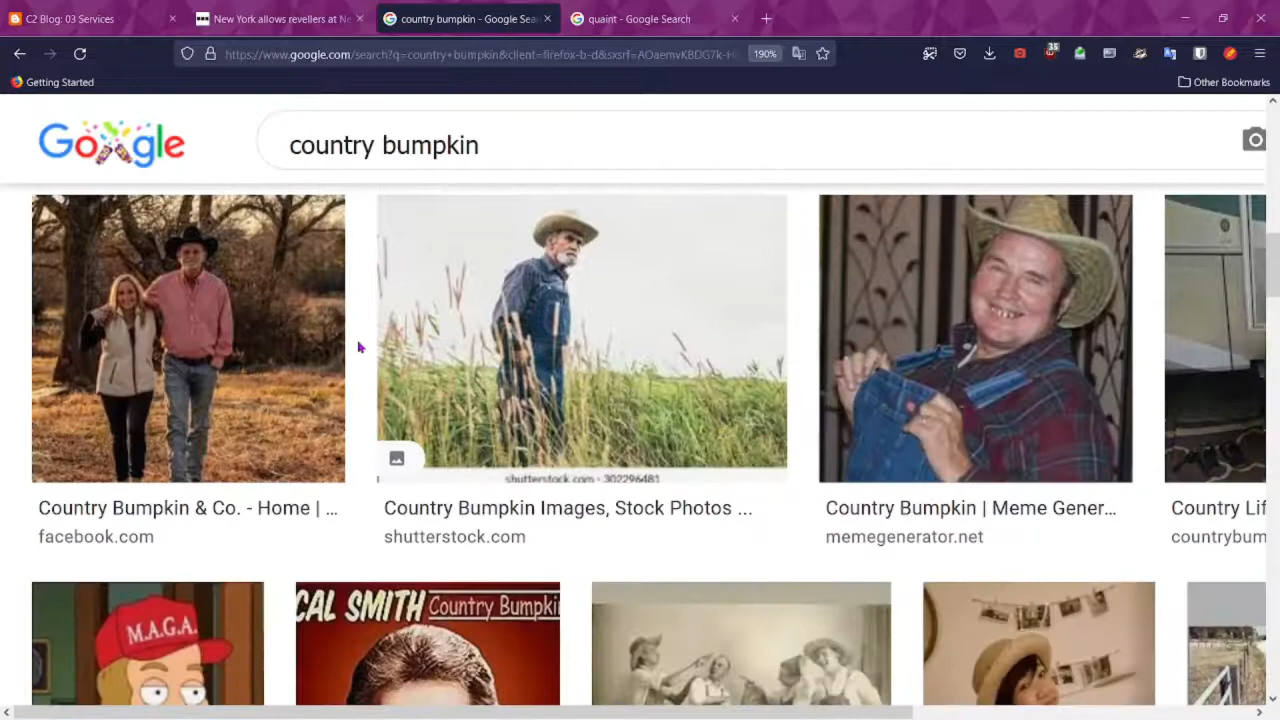 C2 Blog: 03 Services
New York allows revellers at Ne
country bumpkin - Google Sea
quaint - Google Search
https://www.google.com/search?q=country+bumpkin&client=firefox-b-d&sxsrf=AOaemvKBDG7k-H
190%
35
Getting Started
Other Bookmarks
Google
country bumpkin
shutterstock.com · 302296481
Country Bumpkin & Co. - Home | ...
Country Bumpkin Images, Stock Photos ...
Country Bumpkin | Meme Gener...
Country Lif
facebook.com
shutterstock.com
memegenerator.net
countrybum
M.A.G.A.
CAL SMITH Country Bumpkin